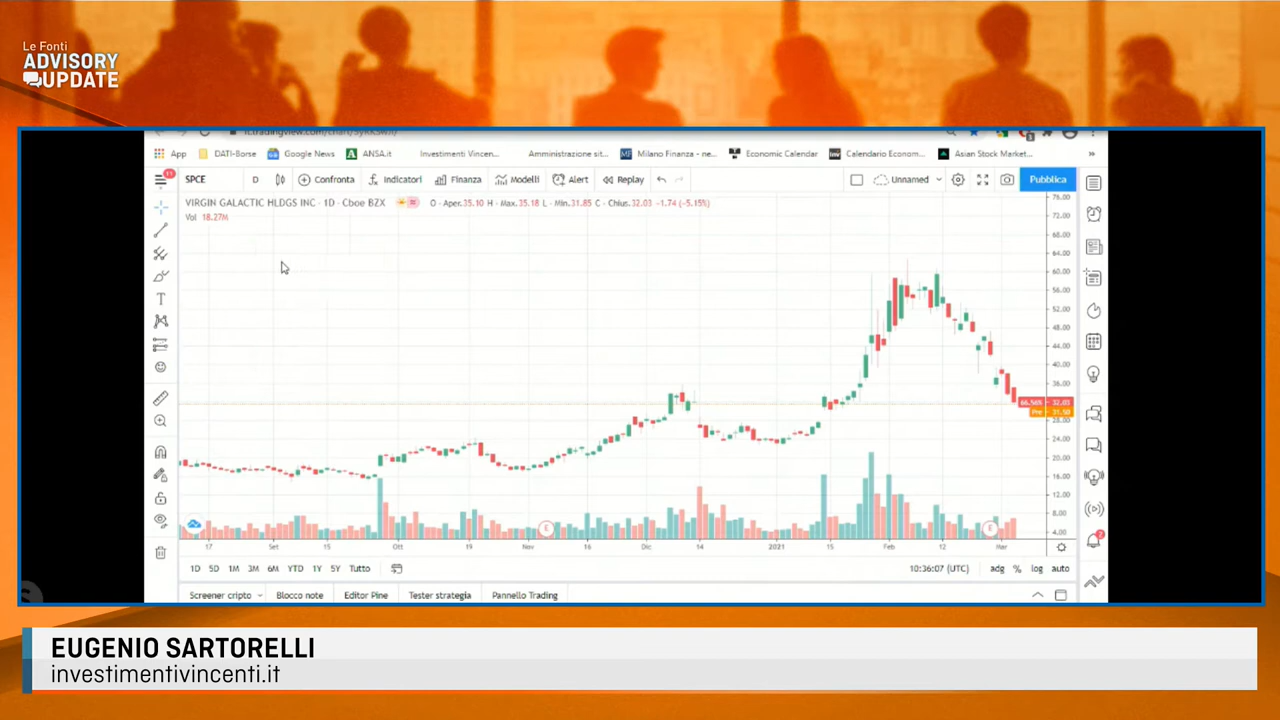 Le Fonti
ADVISORY
UPDATE
App DATI-Borse Google News ANSA.it Investimenti Vincen... Amministrazione sit... Milano Finanza - ne... Economic Calendar Calendario Econom... Asian Stock Market... »
11
SPCE D Confronta Indicatori Finanza Modelli Alert Replay Unnamed Pubblica
VIRGIN GALACTIC HLDGS INC · 1D · Cboe BZX O - Aper.35.10 H - Max.35.18 L - Min.31.85 C - Chius.32.03 -1.74 (-5.15%)
Vol 18.27M
76.00
72.00
68.00
64.00
60.00
56.00
52.00
48.00
44.00
40.00
36.00
32.03
Pre 31.50
24.00
20.00
16.00
12.00
8.00
4.00
E E
17 Set 15 Ott 19 Nov 16 Dic 14 2021 15 Feb 12 Mar
1D 5D 1M 3M 6M YTD 1Y 5Y Tutto 10:36:07 (UTC) adg % log auto
Screener cripto Blocco note Editor Pine Tester strategia Pannello Trading
EUGENIO SARTORELLI
investimentivincenti.it